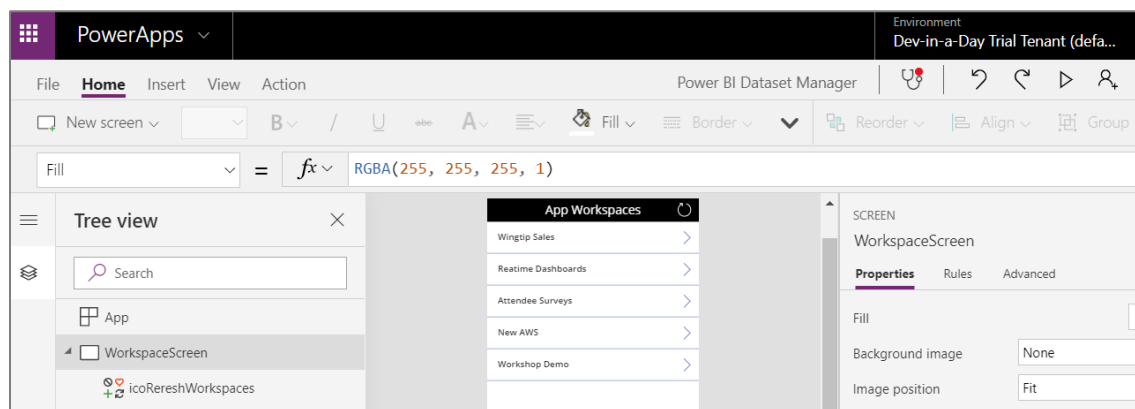 PowerApps
Environment
Dev-in-a-Day Trial Tenant (defa...
File Home Insert View Action
Power BI Dataset Manager
New screen B / U abc A Fill Border Reorder Align Group
Fill = fx RGBA(255, 255, 255, 1)
Tree view
Search
App
WorkspaceScreen
icoRereshWorkspaces
App Workspaces
Wingtip Sales
Reatime Dashboards
Attendee Surveys
New AWS
Workshop Demo
SCREEN
WorkspaceScreen
Properties Rules Advanced
Fill
Background image None
Image position Fit